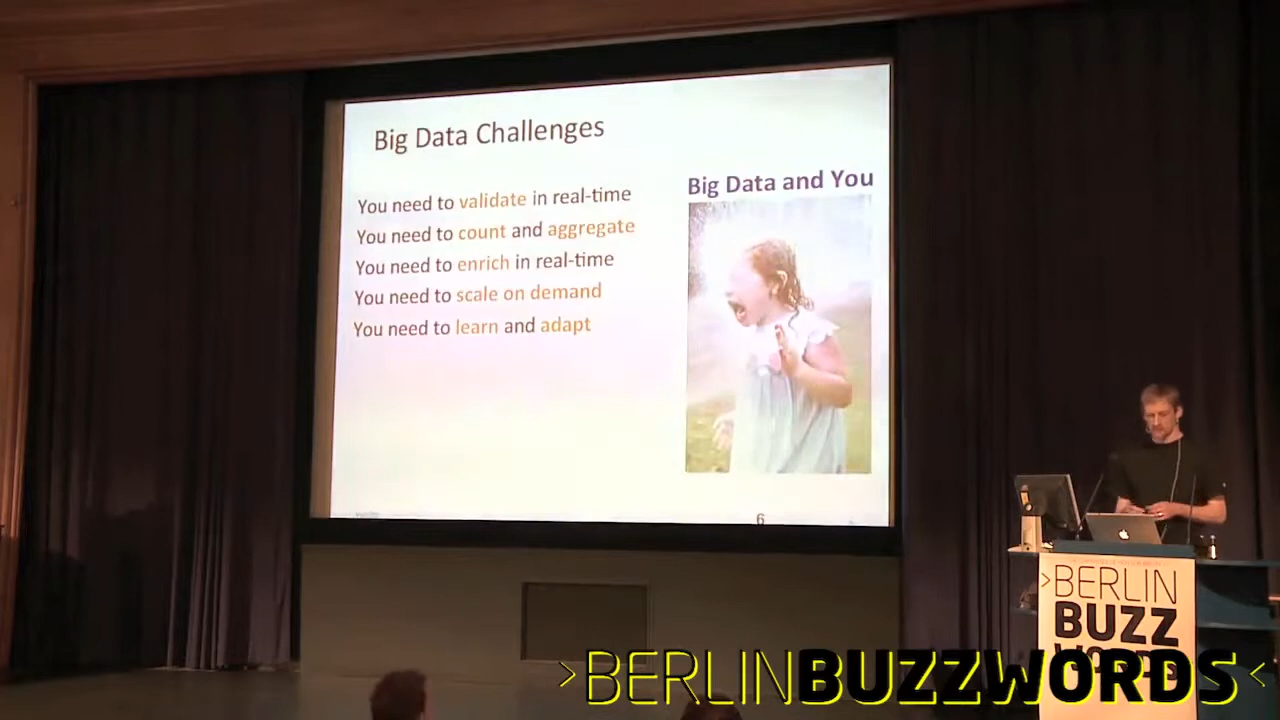 Big Data Challenges
You need to validate in real-time
You need to count and aggregate
You need to enrich in real-time
You need to scale on demand
You need to learn and adapt
Big Data and You
6
>BERLIN
BUZZ
WORDS
>BERLINBUZZWORDS<